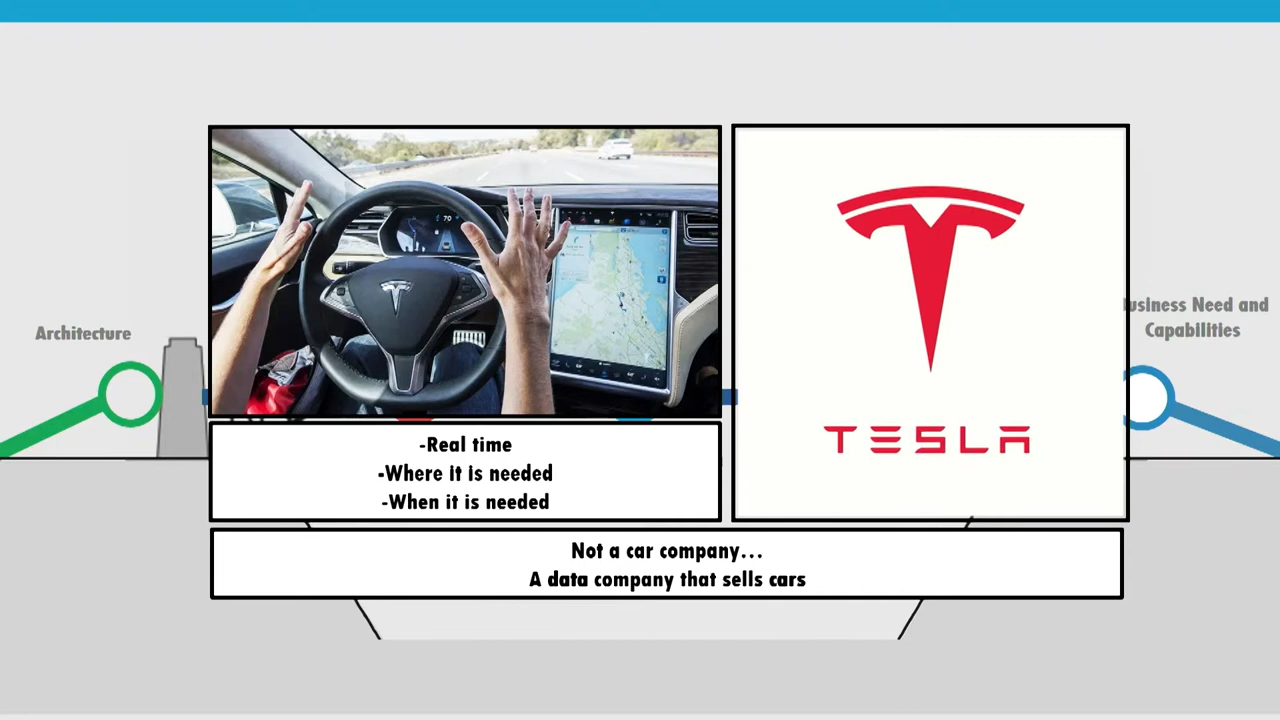 Architecture
usiness Need and
Capabilities
70
TESLA
-Real time
-Where it is needed
-When it is needed
Not a car company...
A data company that sells cars